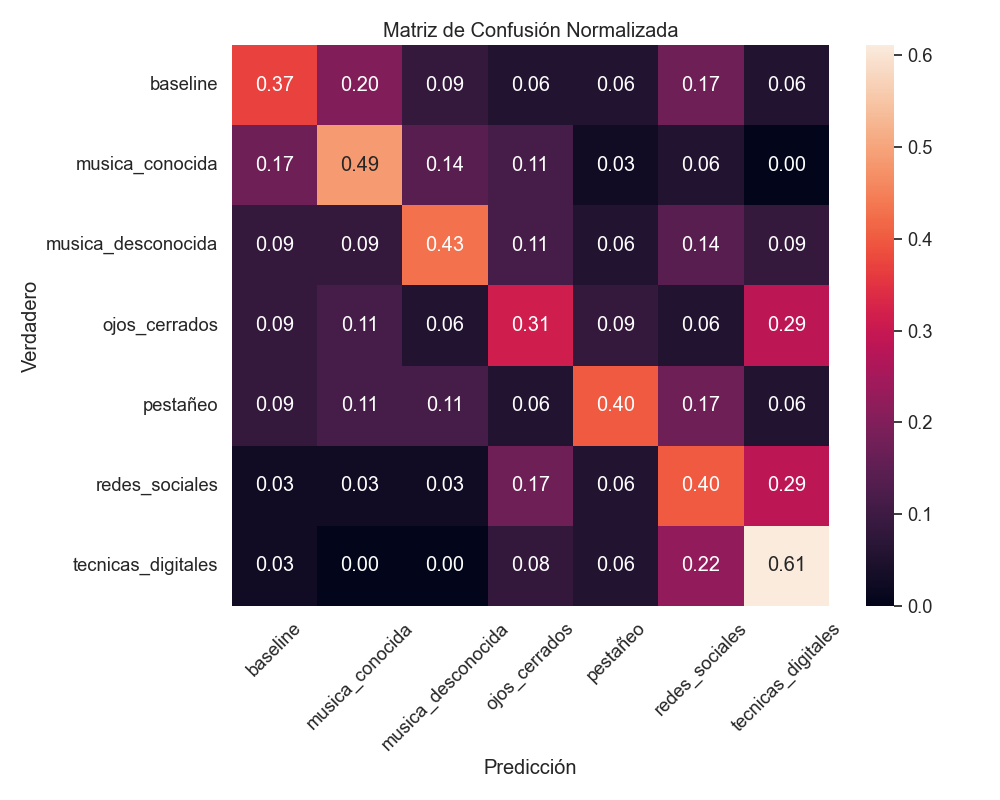 Matriz de Confusión Normalizada
Verdadero
baseline 0.37 0.20 0.09 0.06 0.06 0.17 0.06
musica_conocida 0.17 0.49 0.14 0.11 0.03 0.06 0.00
musica_desconocida 0.09 0.09 0.43 0.11 0.06 0.14 0.09
ojos_cerrados 0.09 0.11 0.06 0.31 0.09 0.06 0.29
pestañeo 0.09 0.11 0.11 0.06 0.40 0.17 0.06
redes_sociales 0.03 0.03 0.03 0.17 0.06 0.40 0.29
tecnicas_digitales 0.03 0.00 0.00 0.08 0.06 0.22 0.61
baseline musica_conocida musica_desconocida ojos_cerrados pestañeo redes_sociales tecnicas_digitales
Predicción
0.6
0.5
0.4
0.3
0.2
0.1
0.0